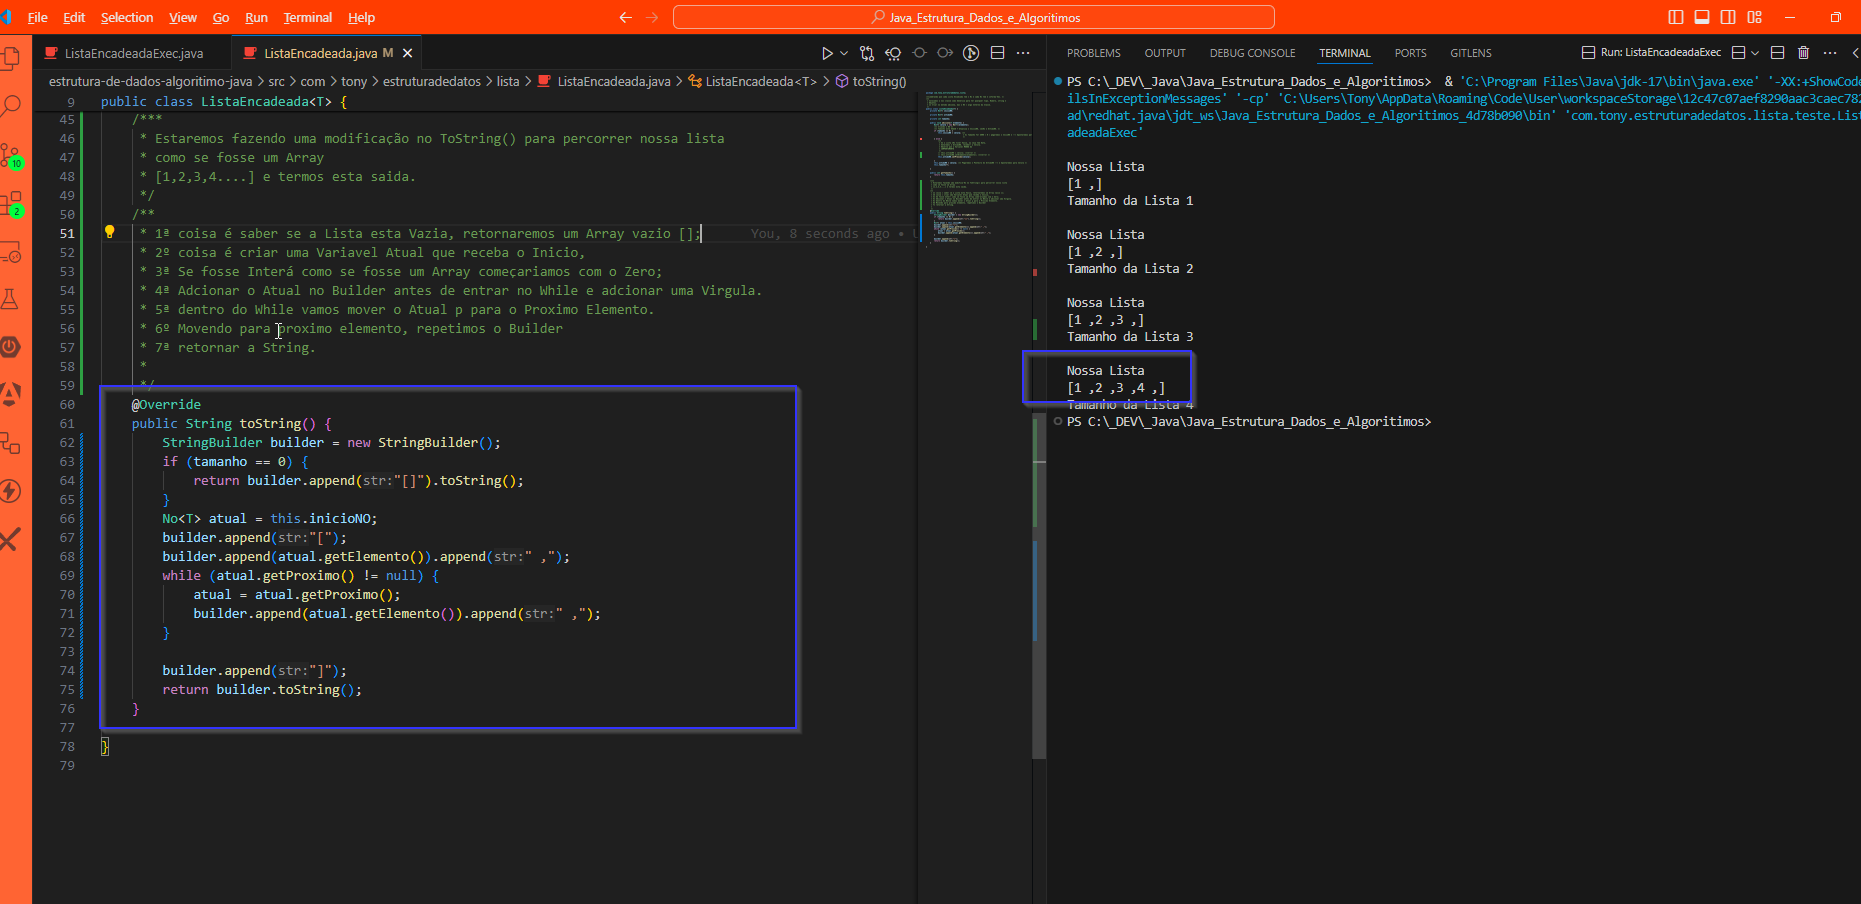 File Edit Selection View Go Run Terminal Help
Java_Estrutura_Dados_e_Algoritimos
ListaEncadeadaExec.java
ListaEncadeada.java M
estrutura-de-dados-algoritimo-java > src > com > tony > estruturadedatos > lista > ListaEncadeada.java > ListaEncadeada<T> > toString()
9 public class ListaEncadeada<T> {
45 /***
46 * Estaremos fazendo uma modificação no ToString() para percorrer nossa lista
47 * como se fosse um Array
48 * [1,2,3,4....] e termos esta saida.
49 */
50 /**
51 * 1ª coisa é saber se a Lista esta Vazia, retornaremos um Array vazio []; You, 8 seconds ago •
52 * 2º coisa é criar uma Variavel Atual que receba o Inicio,
53 * 3ª Se fosse Interá como se fosse um Array começariamos com o Zero;
54 * 4ª Adcionar o Atual no Builder antes de entrar no While e adcionar uma Virgula.
55 * 5ª dentro do While vamos mover o Atual p para o Proximo Elemento.
56 * 6º Movendo para proximo elemento, repetimos o Builder
57 * 7ª retornar a String.
58 *
59 */
60 @Override
61 public String toString() {
62 StringBuilder builder = new StringBuilder();
63 if (tamanho == 0) {
64 return builder.append(str:"[]").toString();
65 }
66 No<T> atual = this.inicioNO;
67 builder.append(str:"[");
68 builder.append(atual.getElemento()).append(str:" ,");
69 while (atual.getProximo() != null) {
70 atual = atual.getProximo();
71 builder.append(atual.getElemento()).append(str:" ,");
72 }
73
74 builder.append(str:"]");
75 return builder.toString();
76 }
77
78 }
79
10
2
PROBLEMS OUTPUT DEBUG CONSOLE TERMINAL PORTS GITLENS
Run: ListaEncadeadaExec
PS C:\_DEV\_Java\Java_Estrutura_Dados_e_Algoritimos> & 'C:\Program Files\Java\jdk-17\bin\java.exe' '-XX:+ShowCode
ilsInExceptionMessages' '-cp' 'C:\Users\Tony\AppData\Roaming\Code\User\workspaceStorage\12c47c07aef8290aac3caec782
ad\redhat.java\jdt_ws\Java_Estrutura_Dados_e_Algoritimos_4d78b090\bin' 'com.tony.estruturadedatos.lista.teste.List
adeadaExec'
Nossa Lista
[1 ,]
Tamanho da Lista 1
Nossa Lista
[1 ,2 ,]
Tamanho da Lista 2
Nossa Lista
[1 ,2 ,3 ,]
Tamanho da Lista 3
Nossa Lista
[1 ,2 ,3 ,4 ,]
Tamanho da Lista 4
PS C:\_DEV\_Java\Java_Estrutura_Dados_e_Algoritimos>